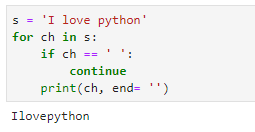 s = 'I love python'
for ch in s:
    if ch == ' ':
        continue
    print(ch, end= '')
Ilovepython